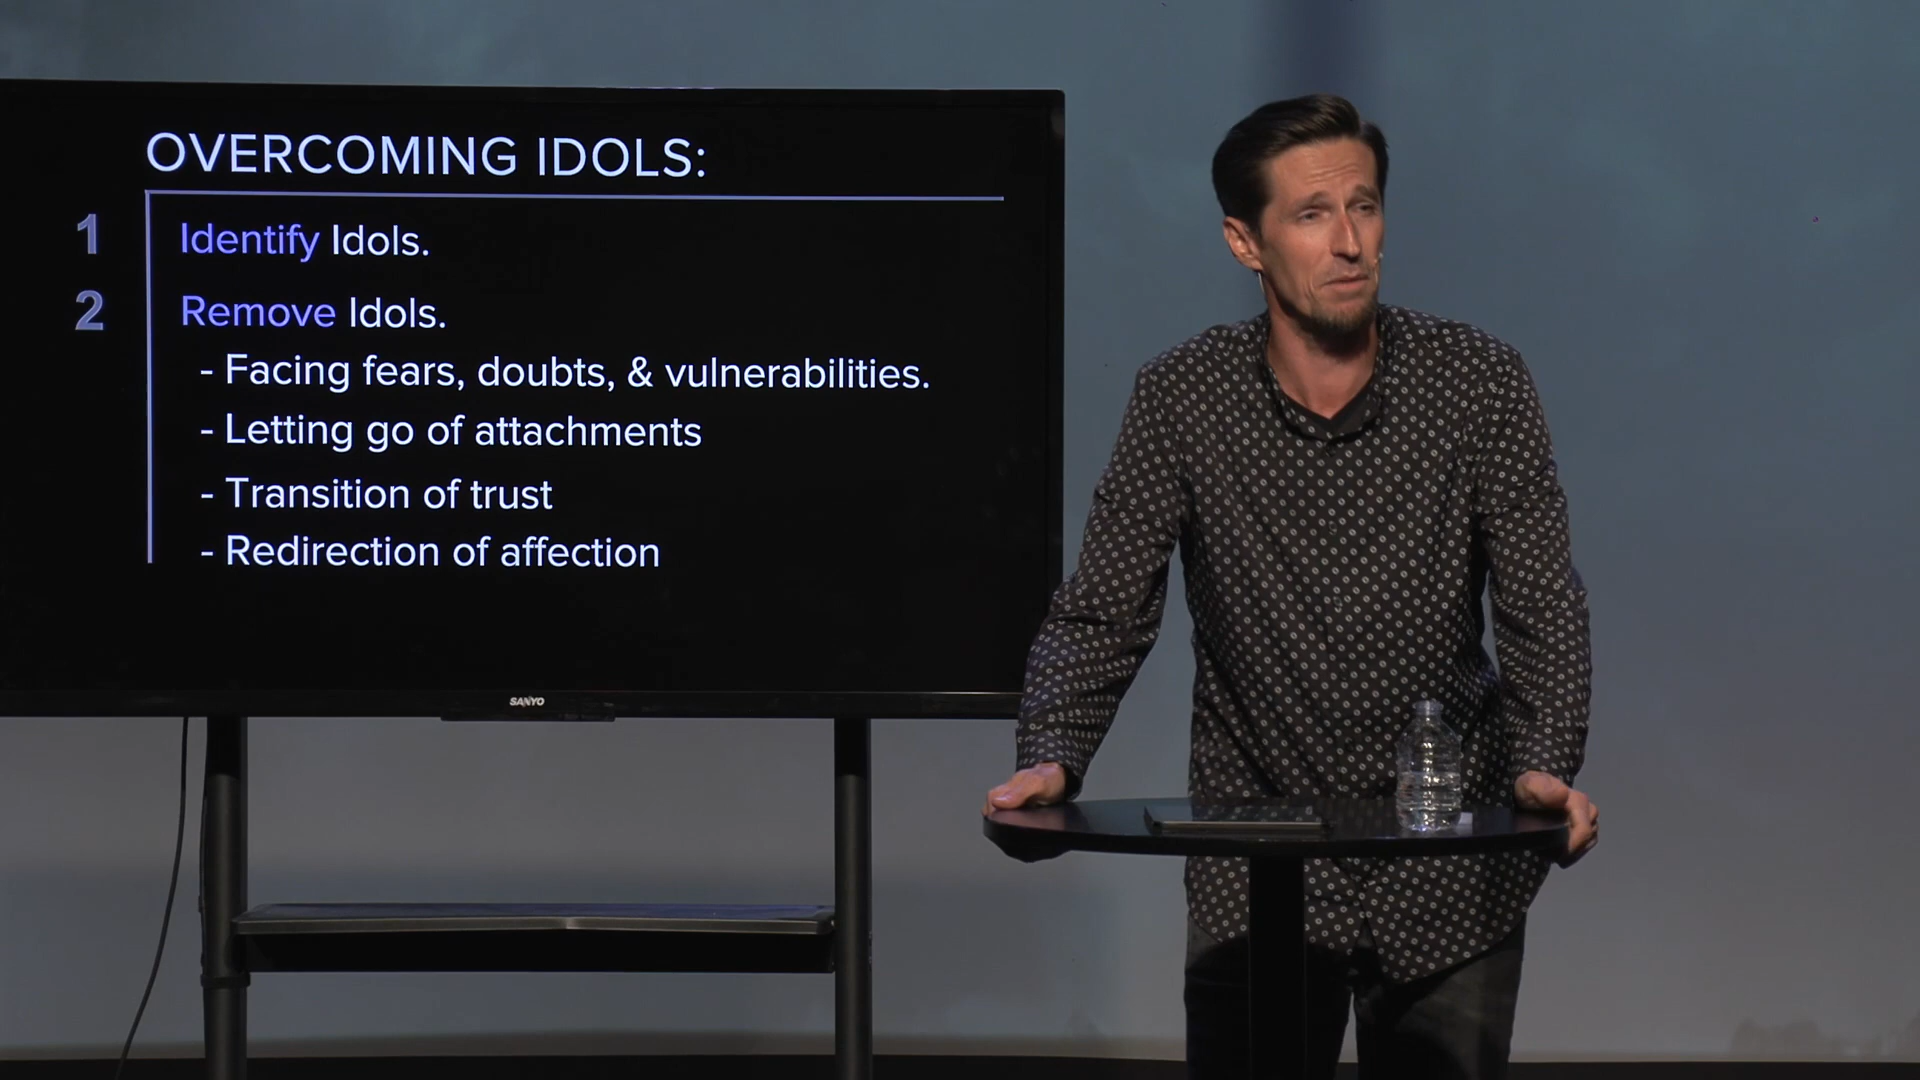 OVERCOMING IDOLS:
1 Identify Idols.
2 Remove Idols.
- Facing fears, doubts, & vulnerabilities.
- Letting go of attachments
- Transition of trust
- Redirection of affection
SANYO